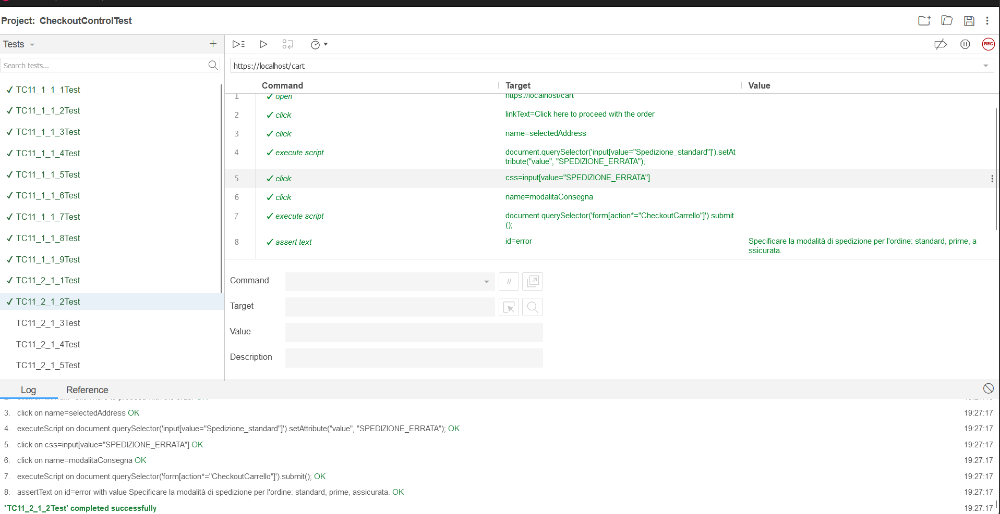 Project: CheckoutControlTest
Tests
+
Search tests...
✓ TC11_1_1_1Test
✓ TC11_1_1_2Test
✓ TC11_1_1_3Test
✓ TC11_1_1_4Test
✓ TC11_1_1_5Test
✓ TC11_1_1_6Test
✓ TC11_1_1_7Test
✓ TC11_1_1_8Test
✓ TC11_1_1_9Test
✓ TC11_2_1_1Test
✓ TC11_2_1_2Test
TC11_2_1_3Test
TC11_2_1_4Test
TC11_2_1_5Test
REC
https://localhost/cart
Command Target Value
1 ✓ open https://localhost/cart
2 ✓ click linkText=Click here to proceed with the order
3 ✓ click name=selectedAddress
4 ✓ execute script document.querySelector('input[value="Spedizione_standard"]').setAt
tribute("value", "SPEDIZIONE_ERRATA");
5 ✓ click css=input[value="SPEDIZIONE_ERRATA"]
6 ✓ click name=modalitaConsegna
7 ✓ execute script document.querySelector('form[action*="CheckoutCarrello"]').submit
();
8 ✓ assert text id=error Specificare la modalità di spedizione per l'ordine: standard, prime, a
ssicurata.
Command
//
Target
Value
Description
Log Reference
3. click on name=selectedAddress OK 19:27:17
4. executeScript on document.querySelector('input[value="Spedizione_standard"]').setAttribute("value", "SPEDIZIONE_ERRATA"); OK 19:27:17
5. click on css=input[value="SPEDIZIONE_ERRATA"] OK 19:27:17
6. click on name=modalitaConsegna OK 19:27:17
7. executeScript on document.querySelector('form[action*="CheckoutCarrello"]').submit(); OK 19:27:17
8. assertText on id=error with value Specificare la modalità di spedizione per l'ordine: standard, prime, assicurata. OK 19:27:17
'TC11_2_1_2Test' completed successfully 19:27:17